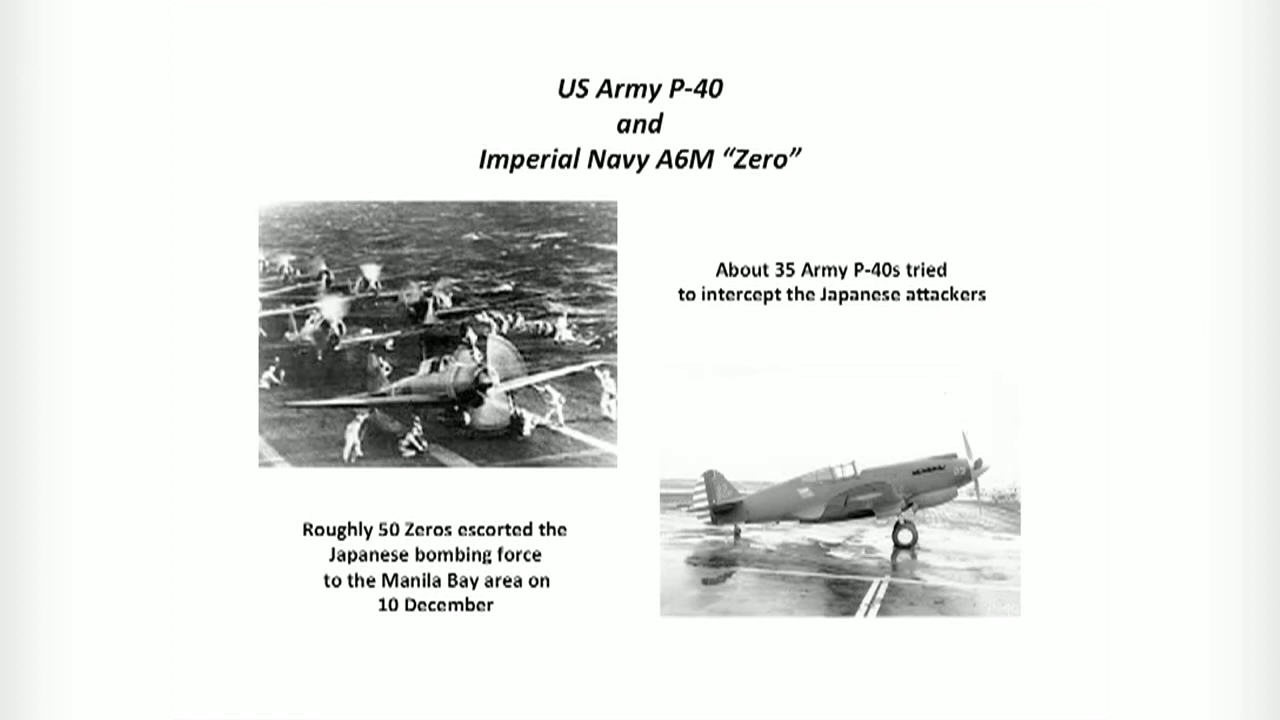 US Army P-40
and
Imperial Navy A6M “Zero”
About 35 Army P-40s tried
to intercept the Japanese attackers
Roughly 50 Zeros escorted the
Japanese bombing force
to the Manila Bay area on
10 December